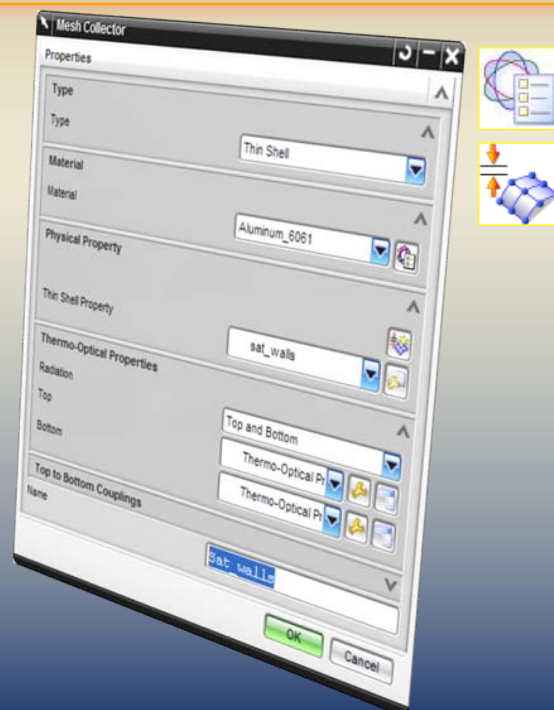 Mesh Collector
Properties
Type
Type
Thin Shell
Material
Material
Aluminum_6061
Physical Property
Thin Shell Property
sat_walls
Thermo-Optical Properties
Radiation
Top and Bottom
Top
Thermo-Optical Pr
Bottom
Thermo-Optical Pr
Top to Bottom Couplings
Name
Sat_walls
OK
Cancel